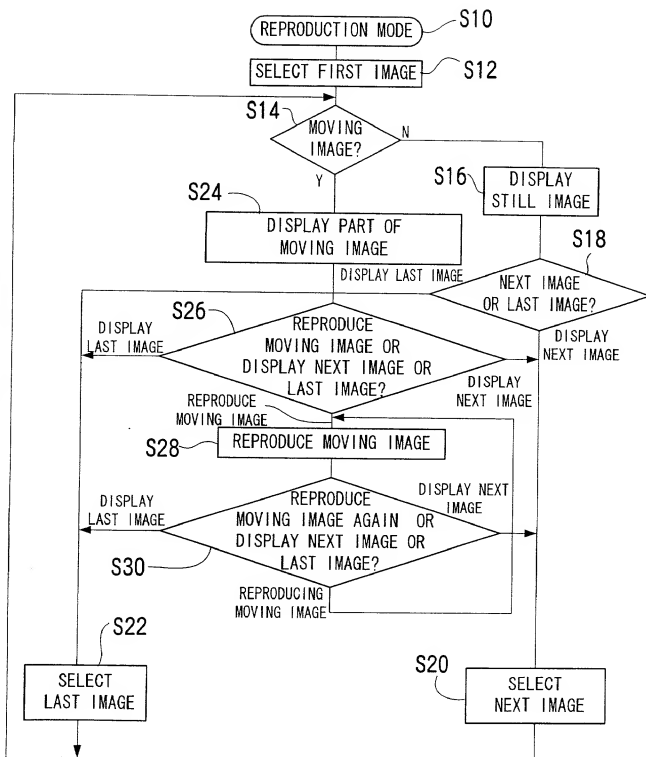 REPRODUCTION MODE
S10
SELECT FIRST IMAGE
S12
S14
MOVING
IMAGE?
N
Y
S16
DISPLAY
STILL IMAGE
S24
DISPLAY PART OF
MOVING IMAGE
S18
DISPLAY LAST IMAGE
NEXT IMAGE
OR LAST IMAGE?
S26
DISPLAY
LAST IMAGE
REPRODUCE
MOVING IMAGE OR
DISPLAY NEXT IMAGE OR
LAST IMAGE?
DISPLAY
NEXT IMAGE
DISPLAY
NEXT IMAGE
REPRODUCE
MOVING IMAGE
S28
REPRODUCE MOVING IMAGE
DISPLAY
LAST IMAGE
REPRODUCE
MOVING IMAGE AGAIN OR
DISPLAY NEXT IMAGE OR
LAST IMAGE?
DISPLAY NEXT
IMAGE
S30
REPRODUCING
MOVING IMAGE
S22
SELECT
LAST IMAGE
S20
SELECT
NEXT IMAGE